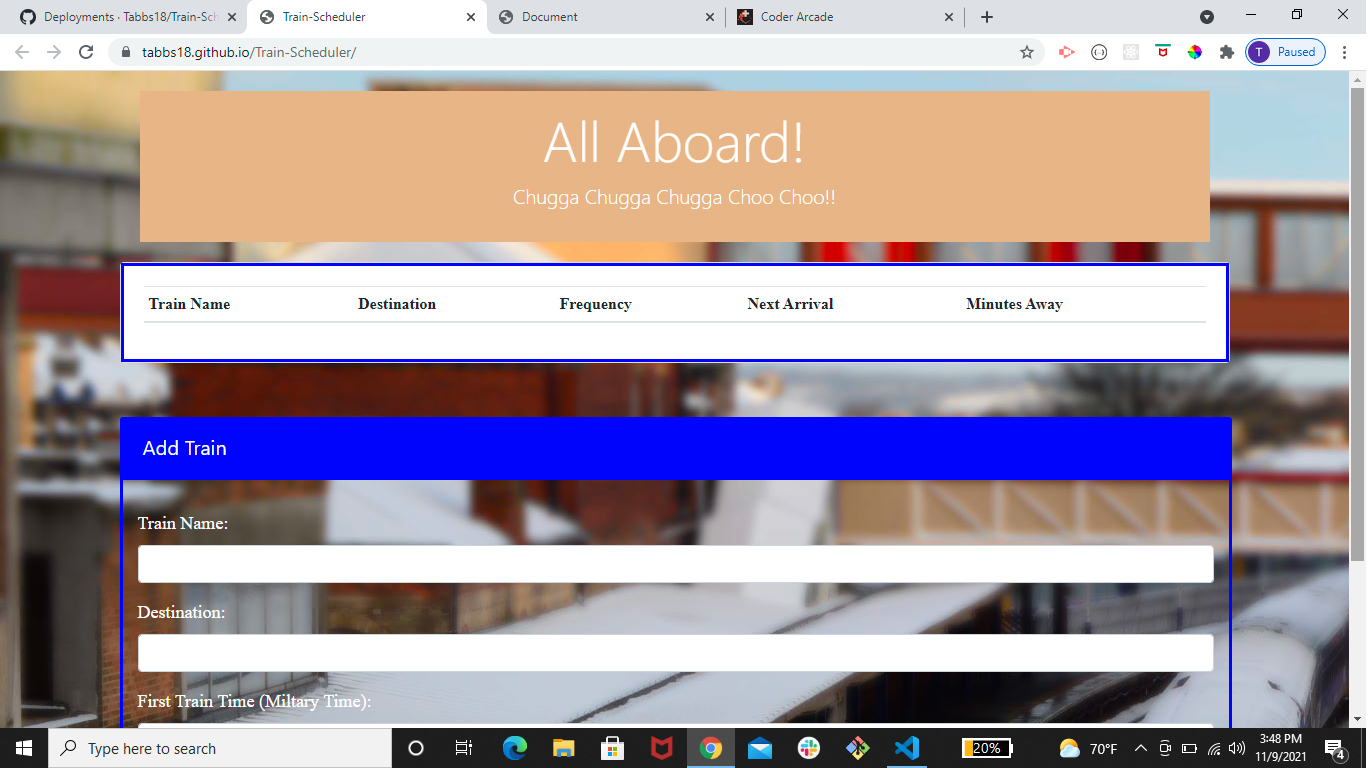 Deployments · Tabbs18/Train-Sch
Train-Scheduler
Document
Coder Arcade
tabbs18.github.io/Train-Scheduler/
T Paused
All Aboard!
Chugga Chugga Chugga Choo Choo!!
Train Name Destination Frequency Next Arrival Minutes Away
Add Train
Train Name:
Destination:
First Train Time (Miltary Time):
Type here to search
20%
70°F
3:48 PM
11/9/2021
4